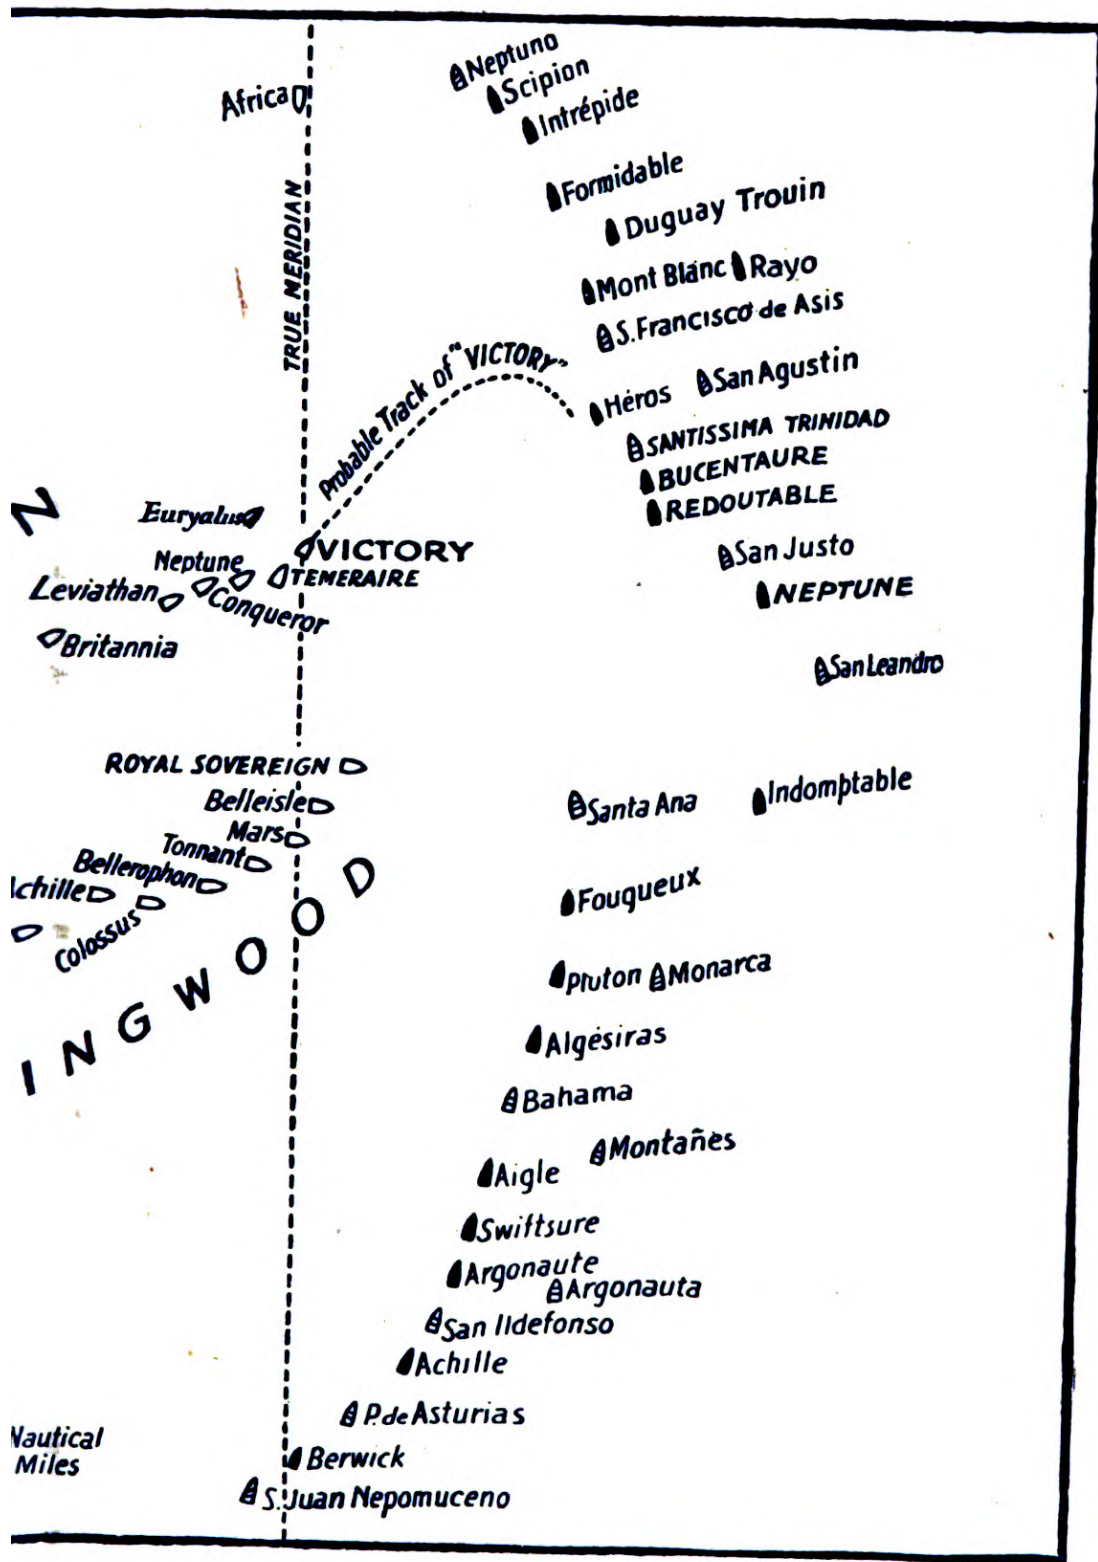 Neptuno
Scipion
Africa
Intrépide
Formidable
Duguay Trouin
TRUE MERIDIAN
Mont Blanc
Rayo
S. Francisco de Asis
Probable Track of "VICTORY"
Héros
San Agustin
SANTISSIMA TRINIDAD
BUCENTAURE
REDOUTABLE
N
Euryalus
VICTORY
San Justo
Neptune
TEMERAIRE
NEPTUNE
Leviathan
Conqueror
Britannia
San Leandro
ROYAL SOVEREIGN
Belleisle
Santa Ana
Indomptable
Mars
Tonnant
Bellerophon
Achille
Colossus
Fougueux
INGWOOD
Pluton
Monarca
Algésiras
Bahama
Montañes
Aigle
Swiftsure
Argonaute
Argonauta
San Ildefonso
Achille
P. de Asturias
Nautical
Miles
Berwick
S. Juan Nepomuceno